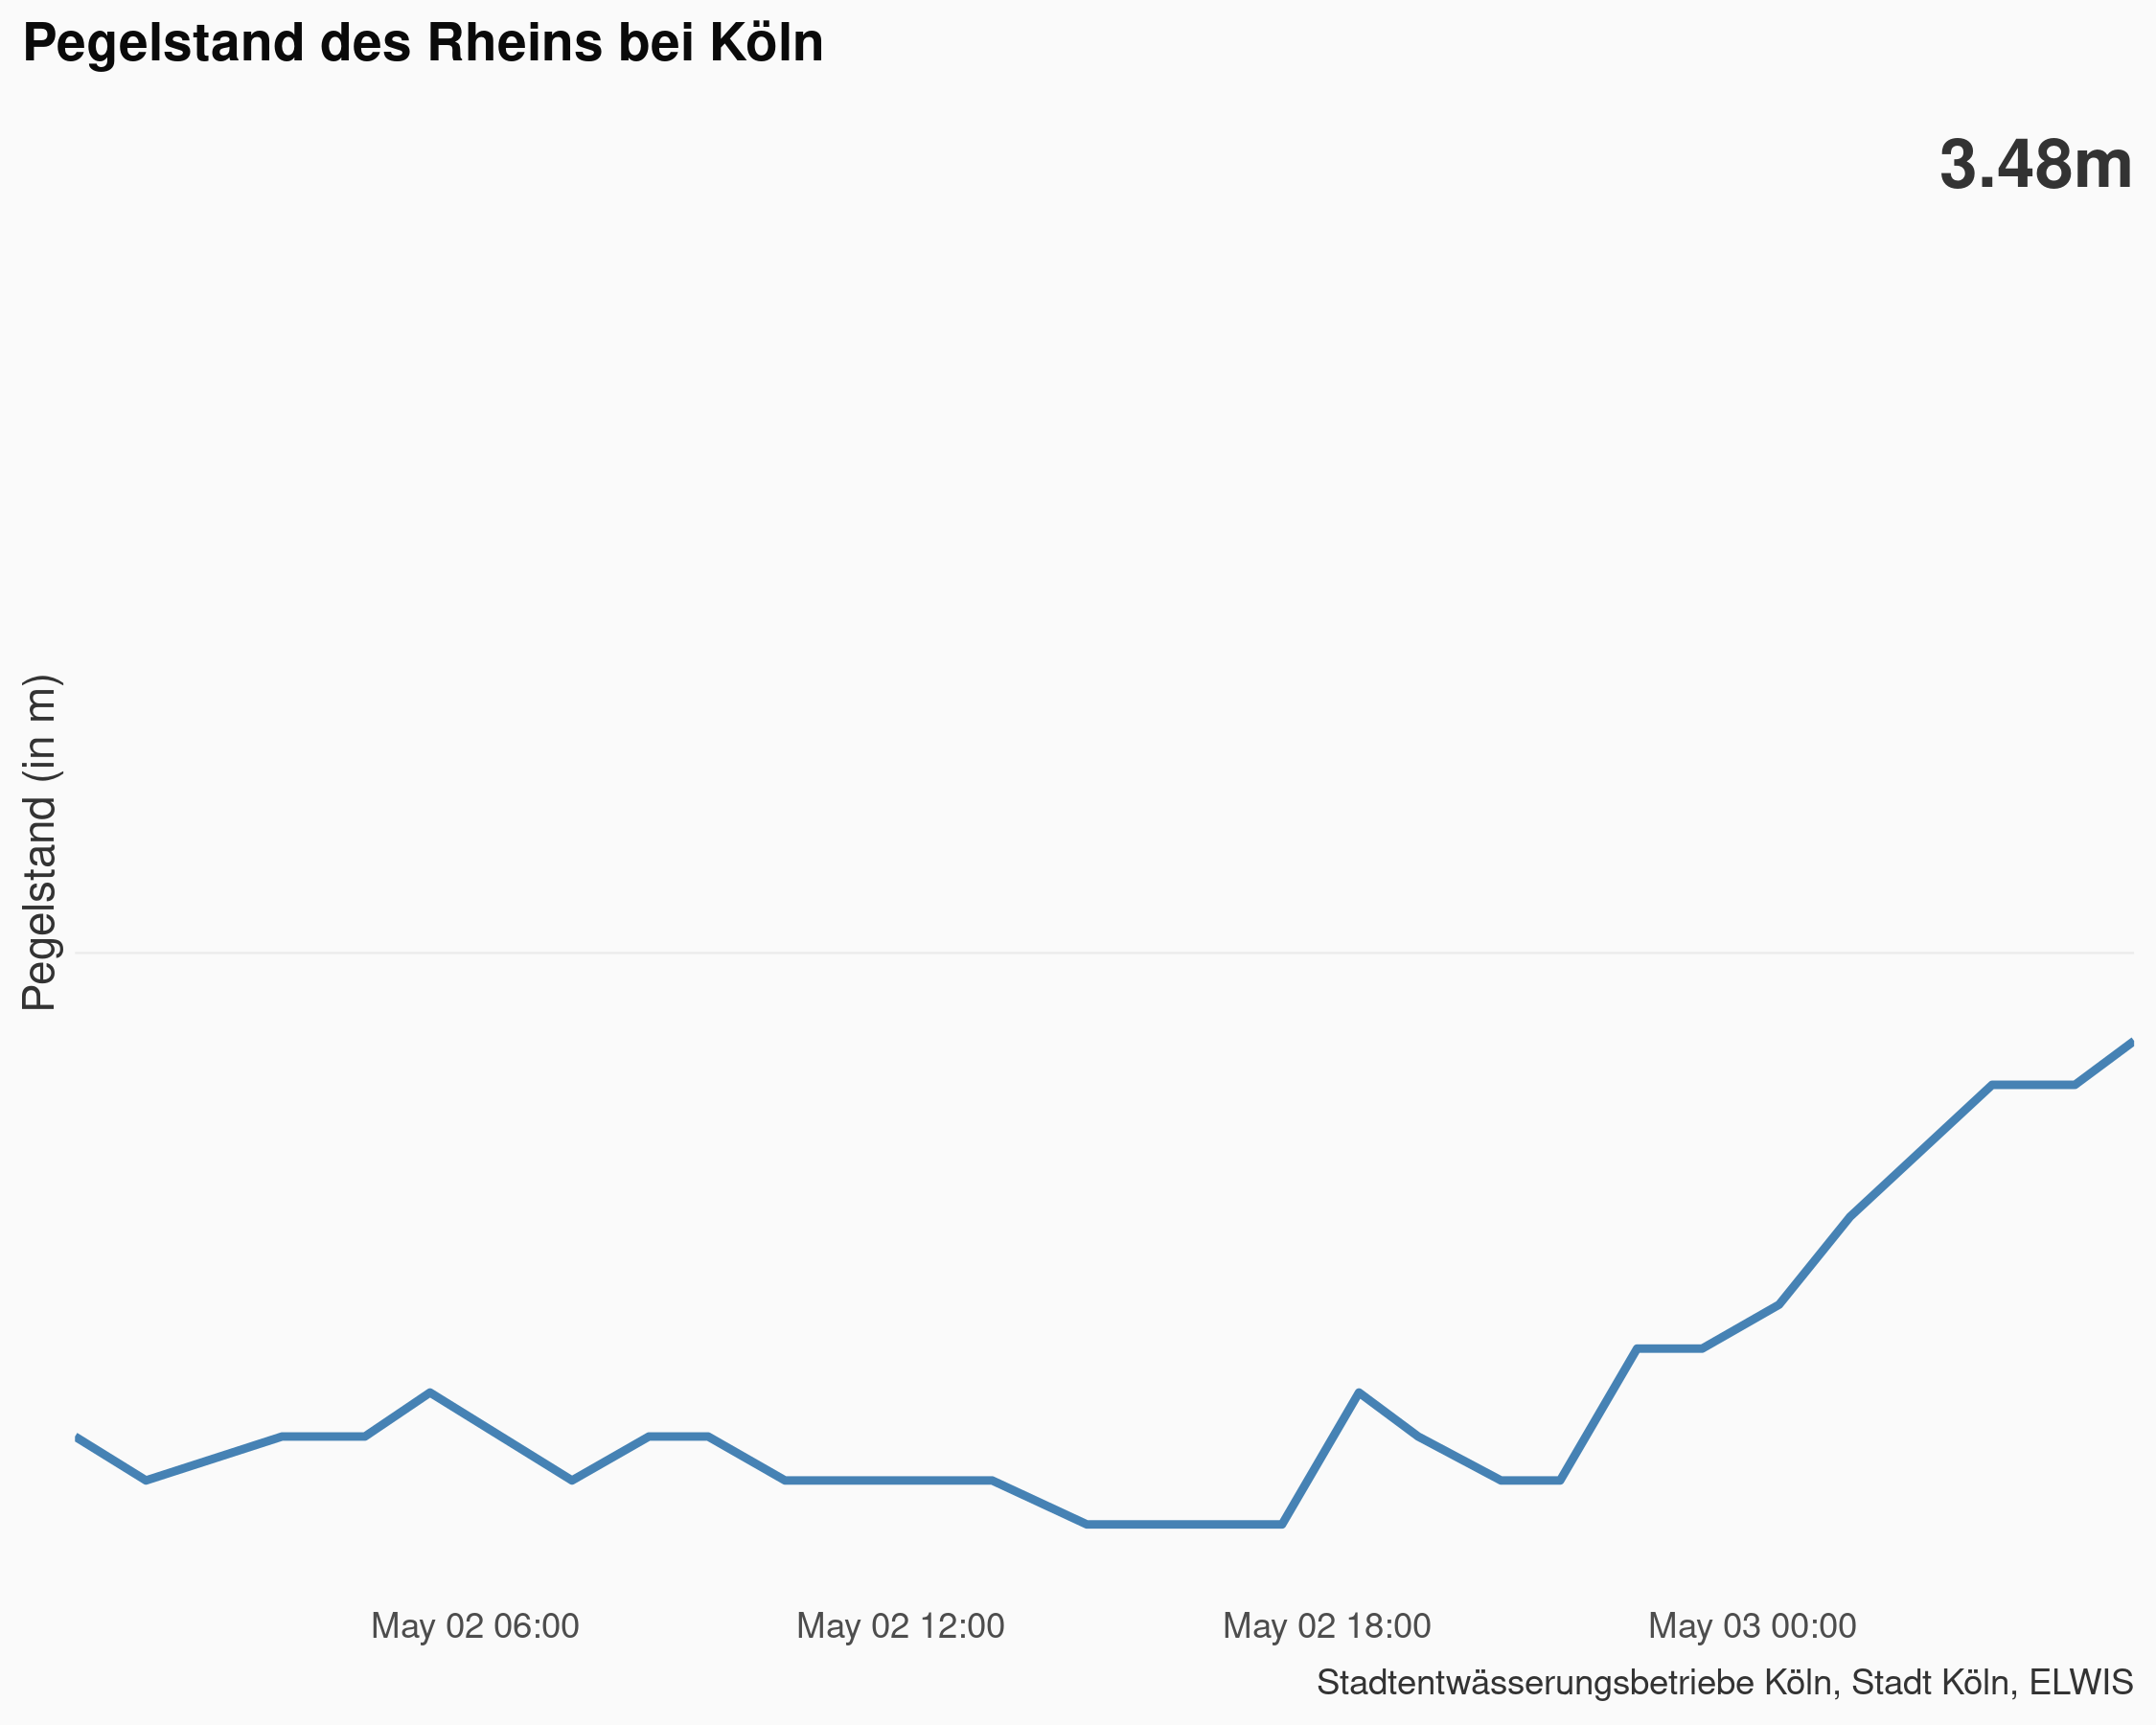 Pegelstand des Rheins bei Köln
3.48m
Pegelstand (in m)
May 02 06:00
May 02 12:00
May 02 18:00
May 03 00:00
Stadtentwässerungsbetriebe Köln, Stadt Köln, ELWIS